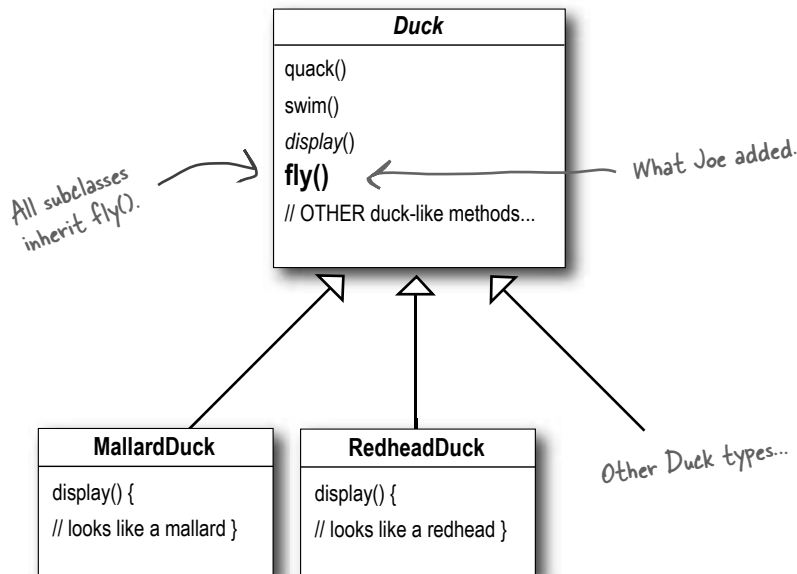 Duck
quack()
swim()
display()
fly()
// OTHER duck-like methods...
All subclasses
inherit fly().
What Joe added.
MallardDuck
display() {
// looks like a mallard }
RedheadDuck
display() {
// looks like a redhead }
Other Duck types...